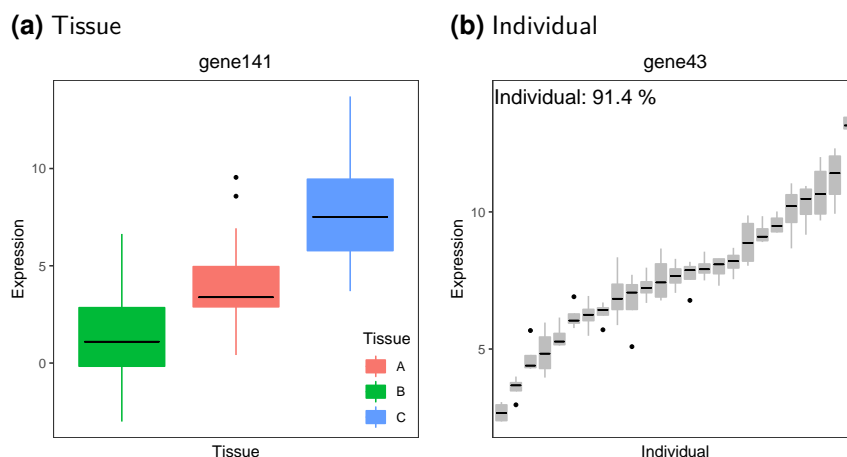 (a) Tissue
gene141
Expression
10
5
0
Tissue
A
B
C
Tissue
(b) Individual
gene43
Individual: 91.4 %
Expression
10
5
Individual